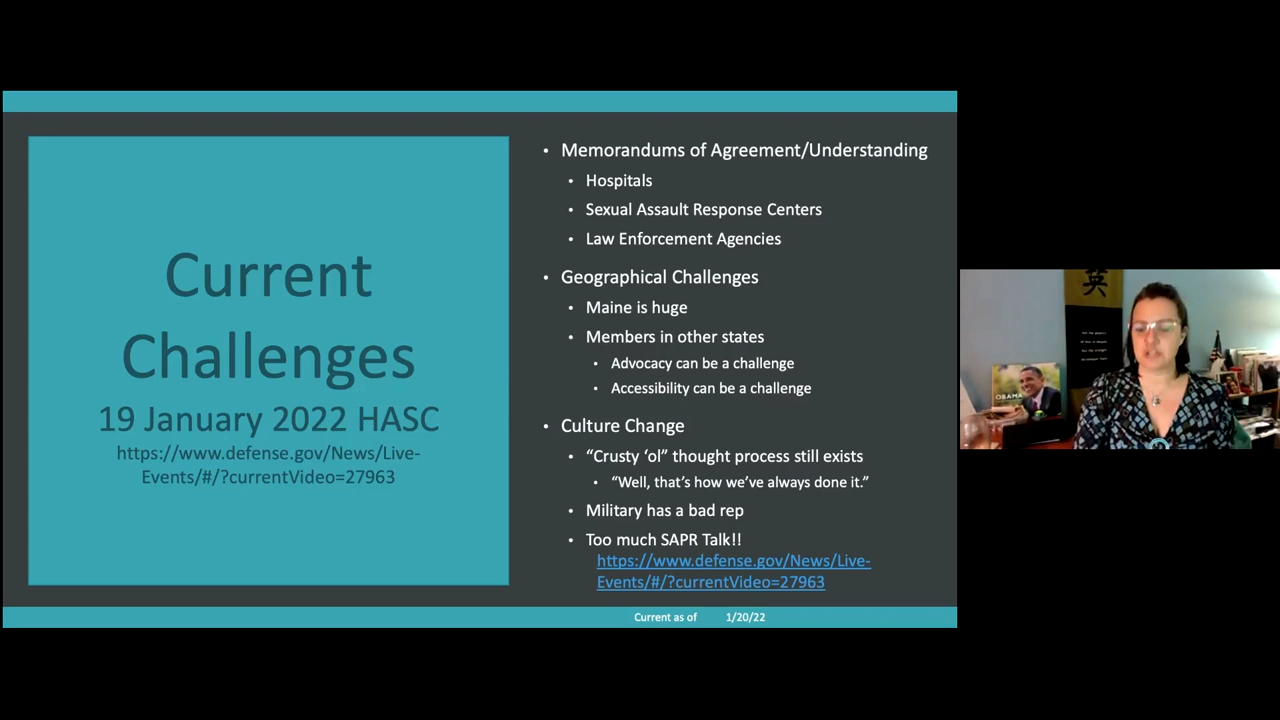 Current
Challenges
19 January 2022 HASC
https://www.defense.gov/News/Live-
Events/#/?currentVideo=27963
• Memorandums of Agreement/Understanding
• Hospitals
• Sexual Assault Response Centers
• Law Enforcement Agencies
• Geographical Challenges
• Maine is huge
• Members in other states
• Advocacy can be a challenge
• Accessibility can be a challenge
• Culture Change
• “Crusty ‘ol” thought process still exists
• “Well, that’s how we’ve always done it.”
• Military has a bad rep
• Too much SAPR Talk!!
https://www.defense.gov/News/Live-
Events/#/?currentVideo=27963
Current as of 1/20/22
英
OBAMA